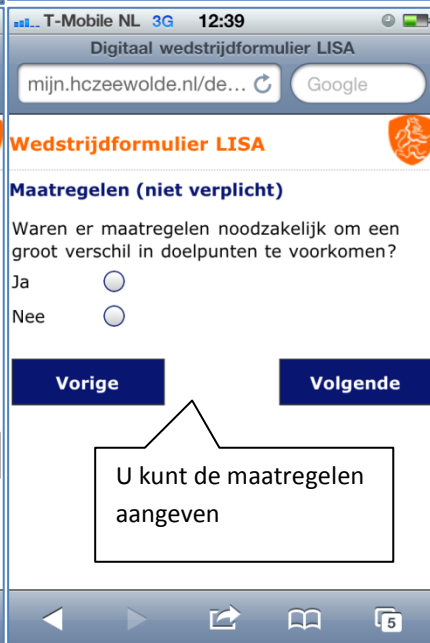 T-Mobile NL 3G 12:39
Digitaal wedstrijdformulier LISA
mijn.hczeewolde.nl/de... Google
Wedstrijdformulier LISA
Maatregelen (niet verplicht)
Waren er maatregelen noodzakelijk om een
groot verschil in doelpunten te voorkomen?
Ja
Nee
Vorige Volgende
U kunt de maatregelen
aangeven
5